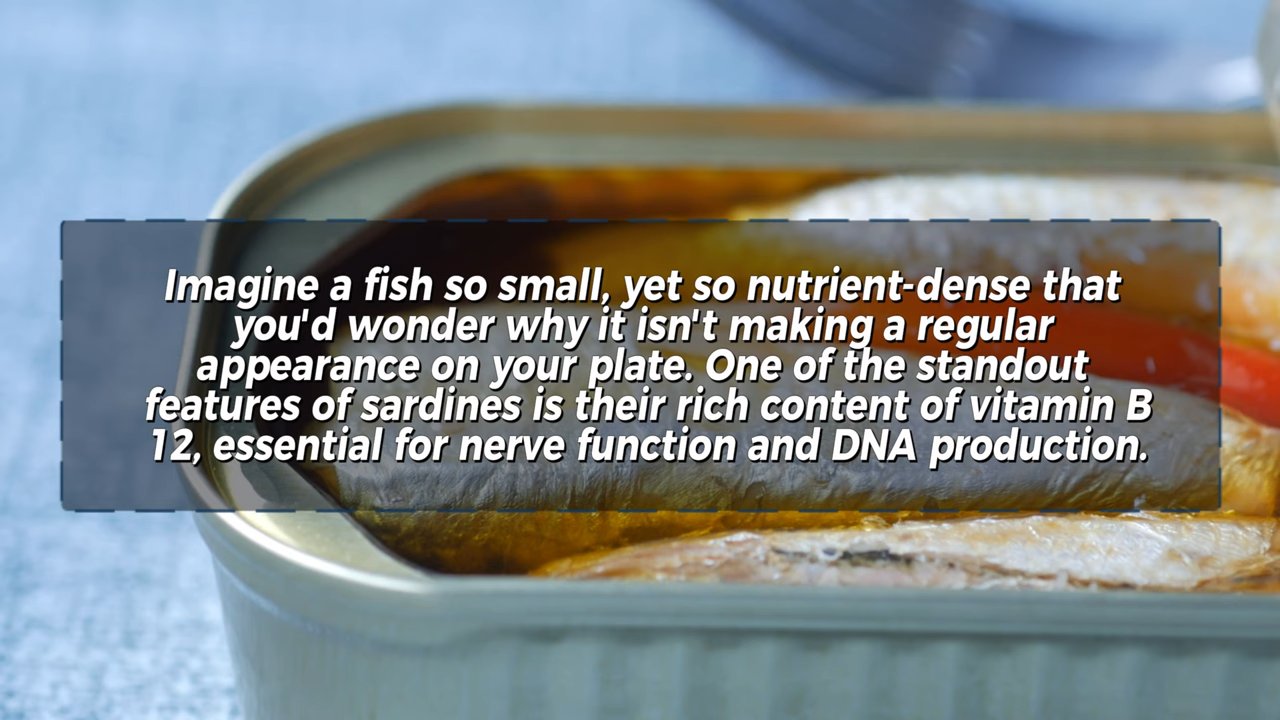 Imagine a fish so small, yet so nutrient-dense that
you'd wonder why it isn't making a regular
appearance on your plate. One of the standout
features of sardines is their rich content of vitamin B
12, essential for nerve function and DNA production.